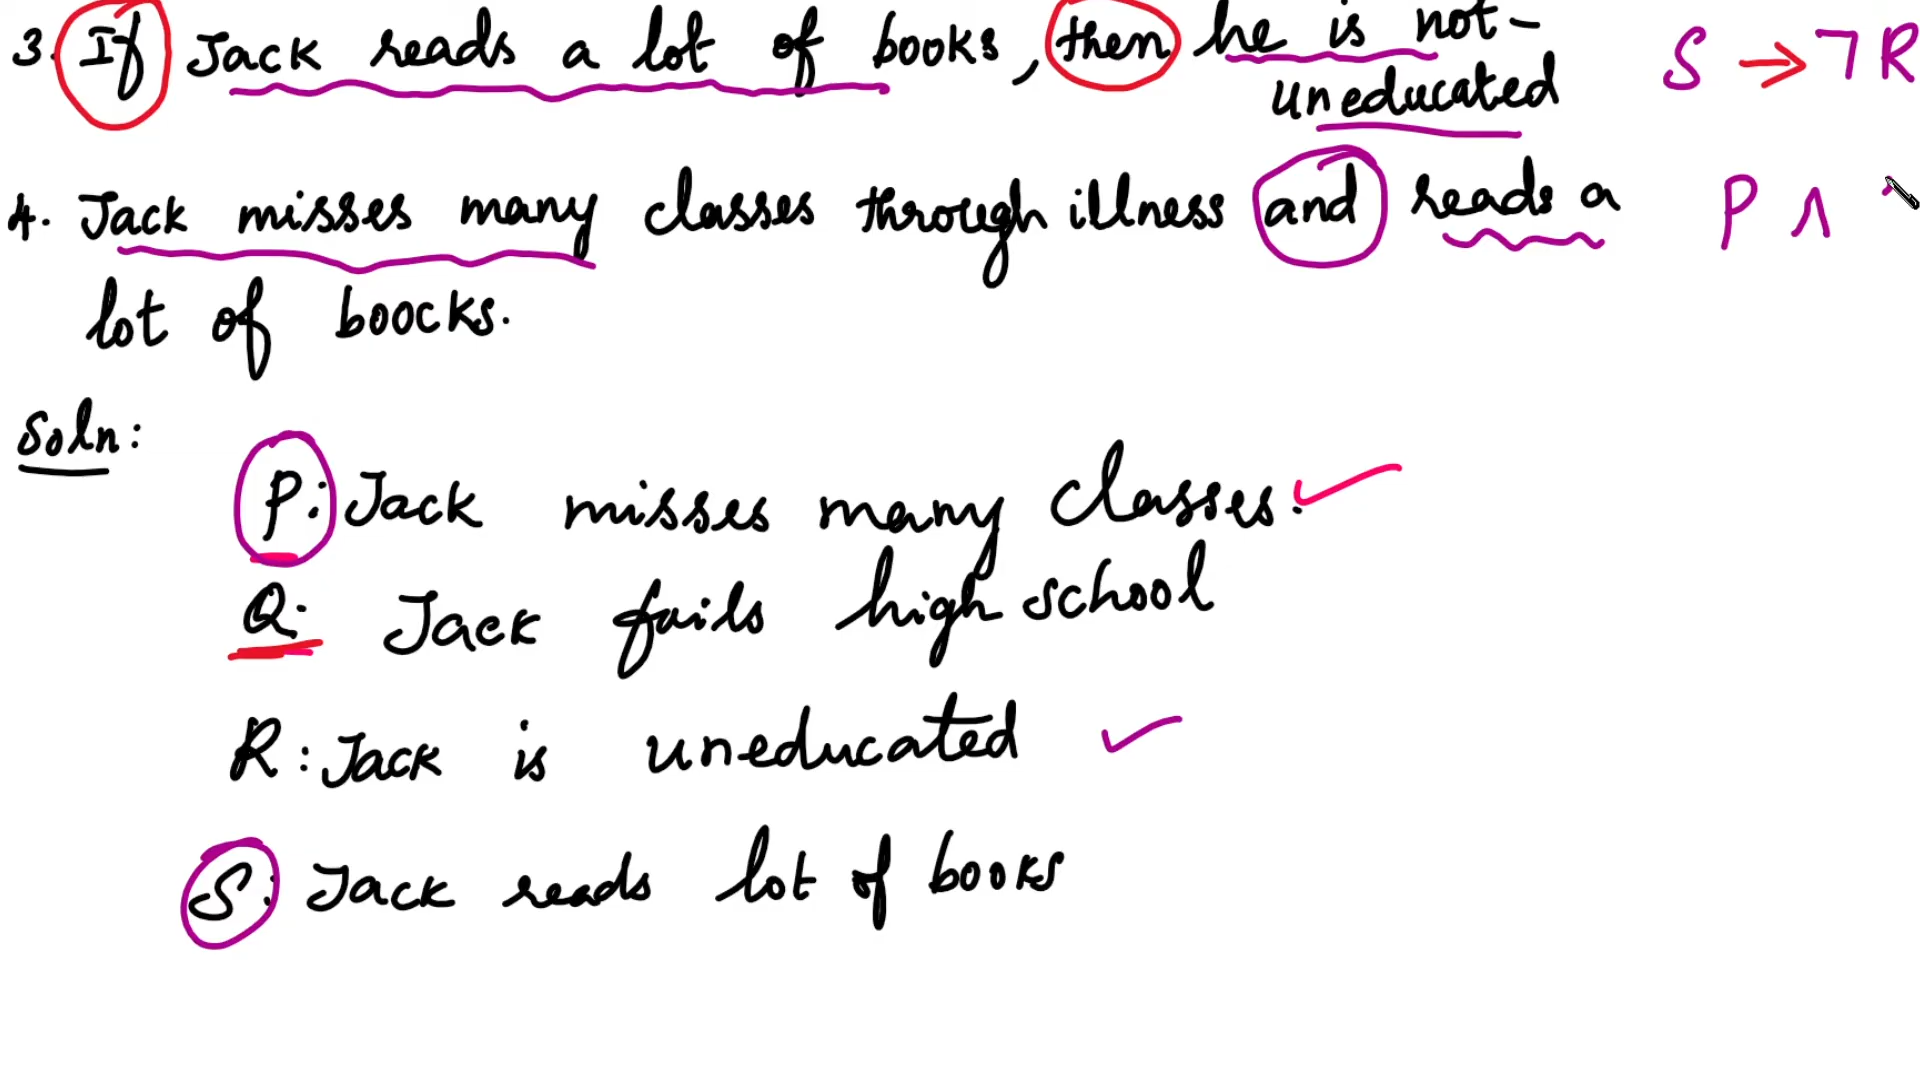 3. If Jack reads a lot of books, then he is not- S → ¬R
uneducated
4. Jack misses many classes through illness and reads a P ∧
lot of boocks.
Soln:
P: Jack misses many classes.
Q: Jack fails high school
R: Jack is uneducated
S: Jack reads lot of books